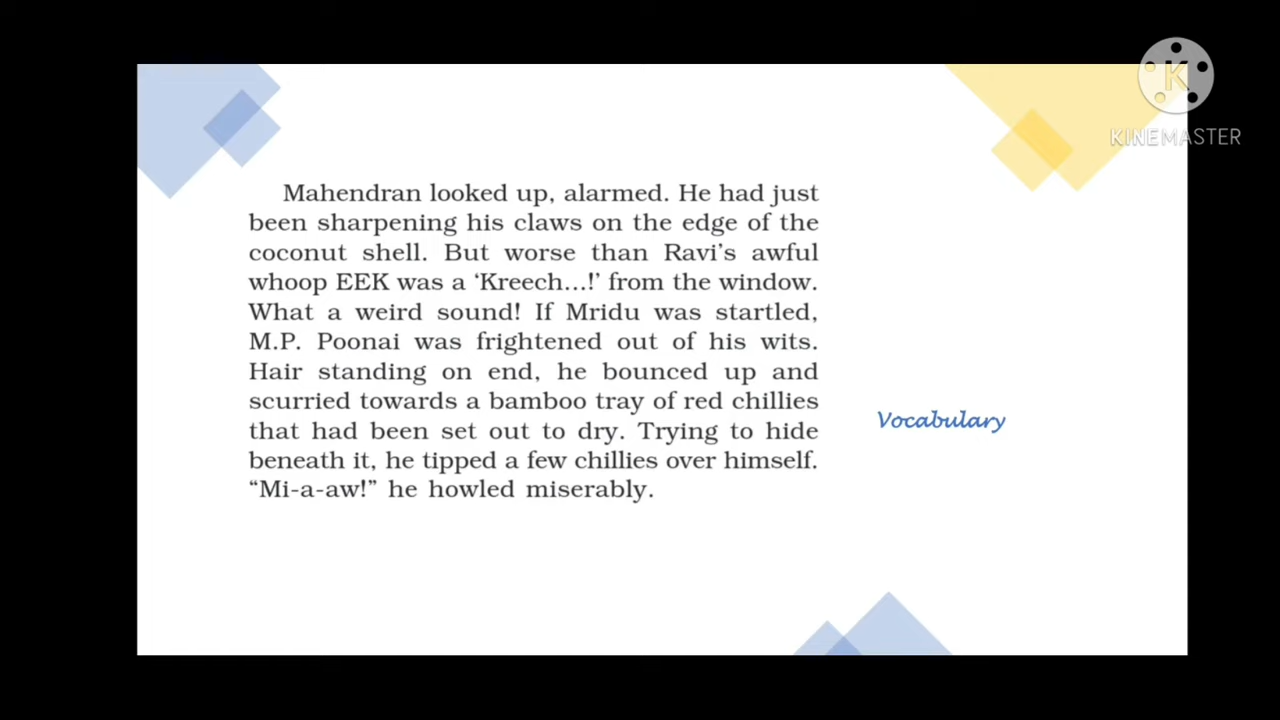 KINEMASTER
Mahendran looked up, alarmed. He had just
been sharpening his claws on the edge of the
coconut shell. But worse than Ravi's awful
whoop EEK was a ‘Kreech...!’ from the window.
What a weird sound! If Mridu was startled,
M.P. Poonai was frightened out of his wits.
Hair standing on end, he bounced up and
scurried towards a bamboo tray of red chillies
that had been set out to dry. Trying to hide
beneath it, he tipped a few chillies over himself.
“Mi-a-aw!” he howled miserably.
Vocabulary